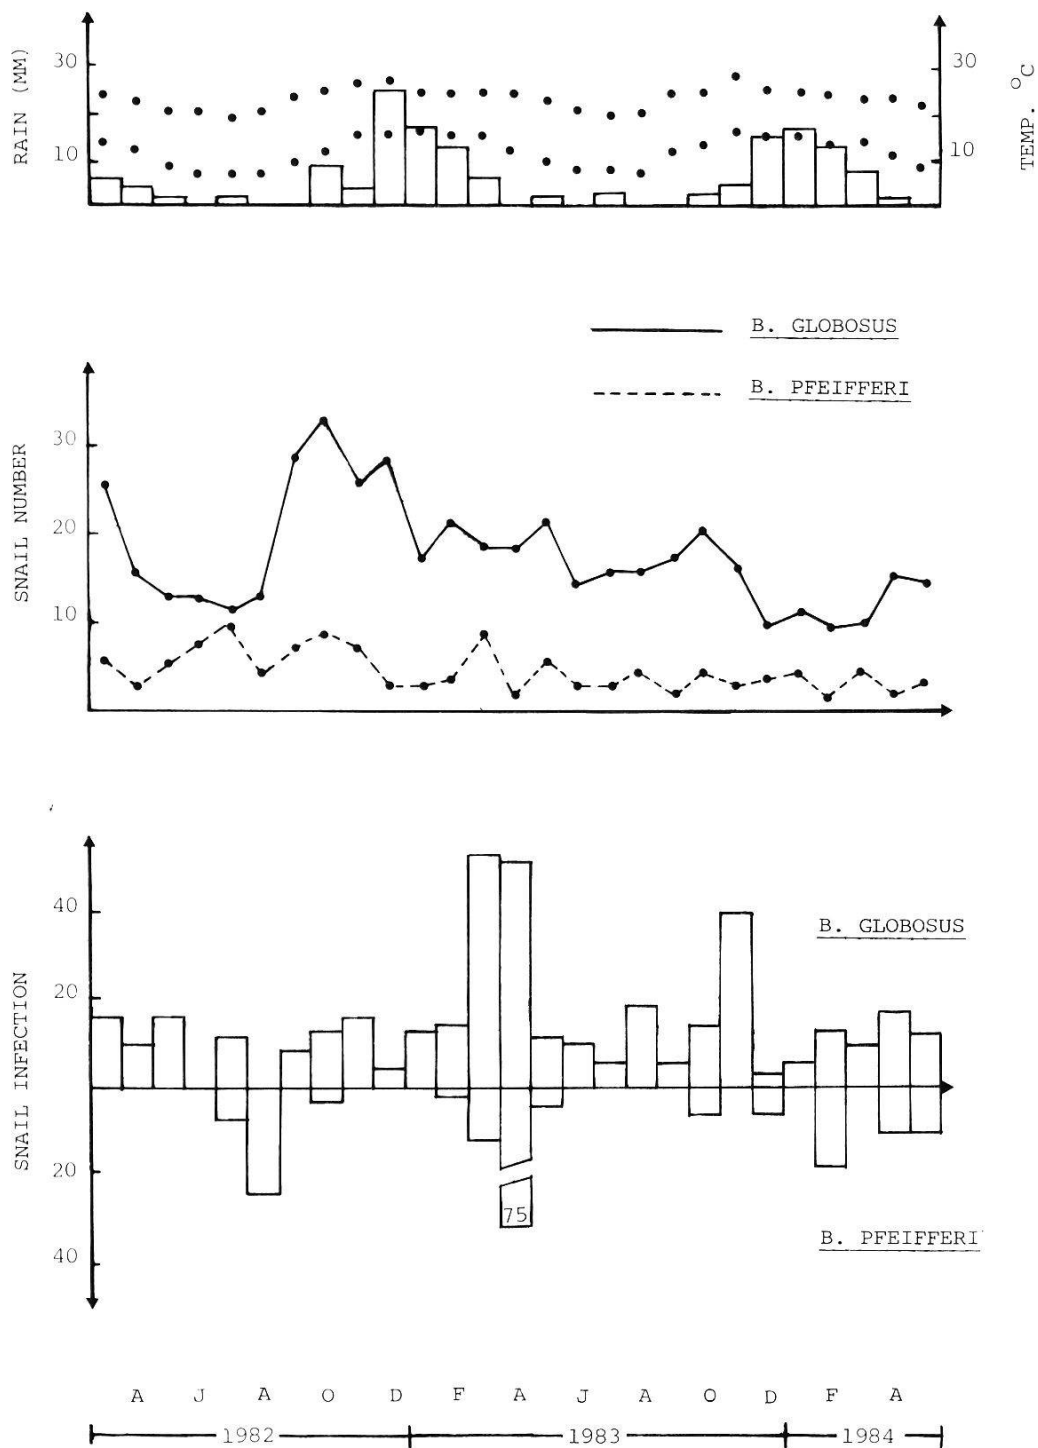 RAIN (MM)
30
10
30
10
TEMP. °C
B. GLOBOSUS
B. PFEIFFERI
SNAIL NUMBER
30
20
10
SNAIL INFECTION
40
20
20
40
B. GLOBOSUS
75
B. PFEIFFERI
A J A O D F A J A O D F A
1982 1983 1984